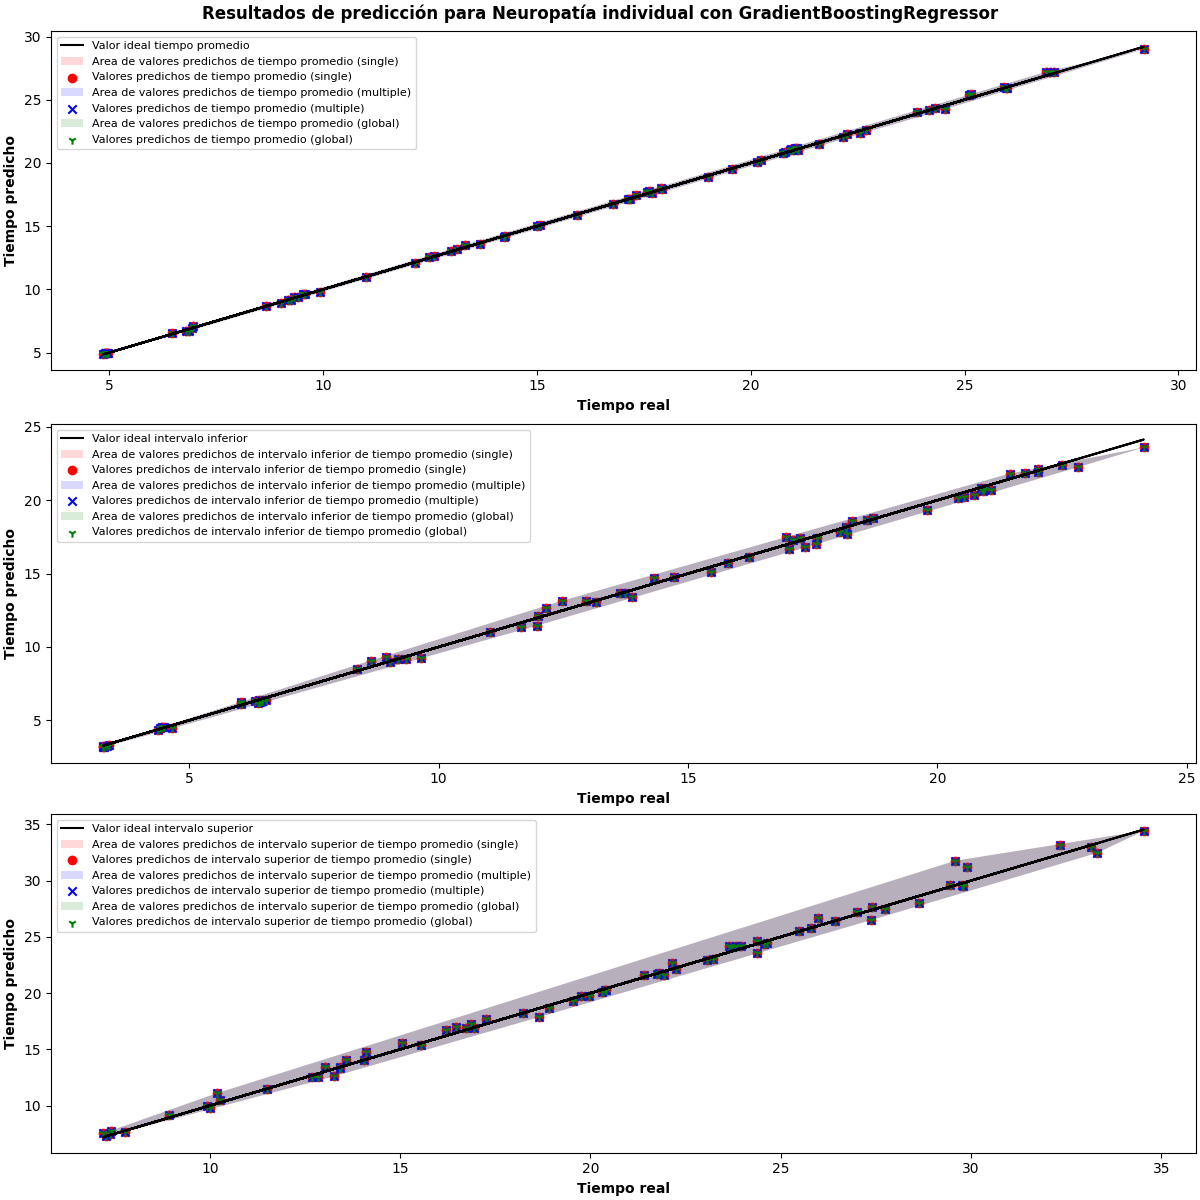 Resultados de predicción para Neuropatía individual con GradientBoostingRegressor
Valor ideal tiempo promedio
Area de valores predichos de tiempo promedio (single)
Valores predichos de tiempo promedio (single)
Area de valores predichos de tiempo promedio (multiple)
Valores predichos de tiempo promedio (multiple)
Area de valores predichos de tiempo promedio (global)
Valores predichos de tiempo promedio (global)
Tiempo predicho
30
25
20
15
10
5
5 10 15 20 25 30
Tiempo real
Valor ideal intervalo inferior
Area de valores predichos de intervalo inferior de tiempo promedio (single)
Valores predichos de intervalo inferior de tiempo promedio (single)
Area de valores predichos de intervalo inferior de tiempo promedio (multiple)
Valores predichos de intervalo inferior de tiempo promedio (multiple)
Area de valores predichos de intervalo inferior de tiempo promedio (global)
Valores predichos de intervalo inferior de tiempo promedio (global)
Tiempo predicho
25
20
15
10
5
5 10 15 20 25
Tiempo real
Valor ideal intervalo superior
Area de valores predichos de intervalo superior de tiempo promedio (single)
Valores predichos de intervalo superior de tiempo promedio (single)
Area de valores predichos de intervalo superior de tiempo promedio (multiple)
Valores predichos de intervalo superior de tiempo promedio (multiple)
Area de valores predichos de intervalo superior de tiempo promedio (global)
Valores predichos de intervalo superior de tiempo promedio (global)
Tiempo predicho
35
30
25
20
15
10
10 15 20 25 30 35
Tiempo real